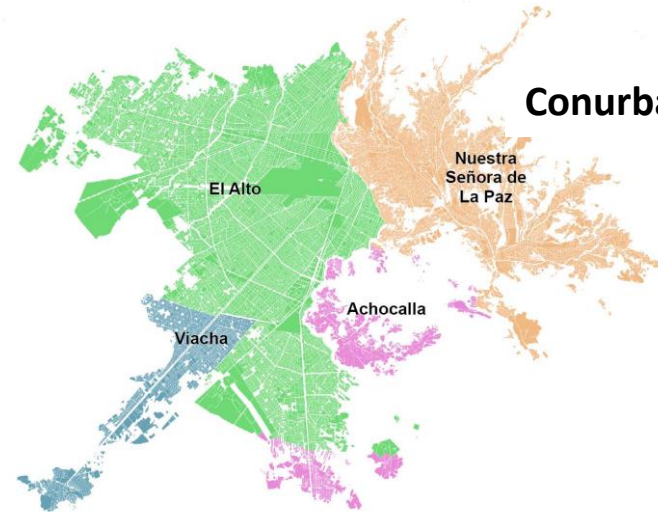 Conurba
Nuestra
Señora de
La Paz
El Alto
Achocalla
Viacha